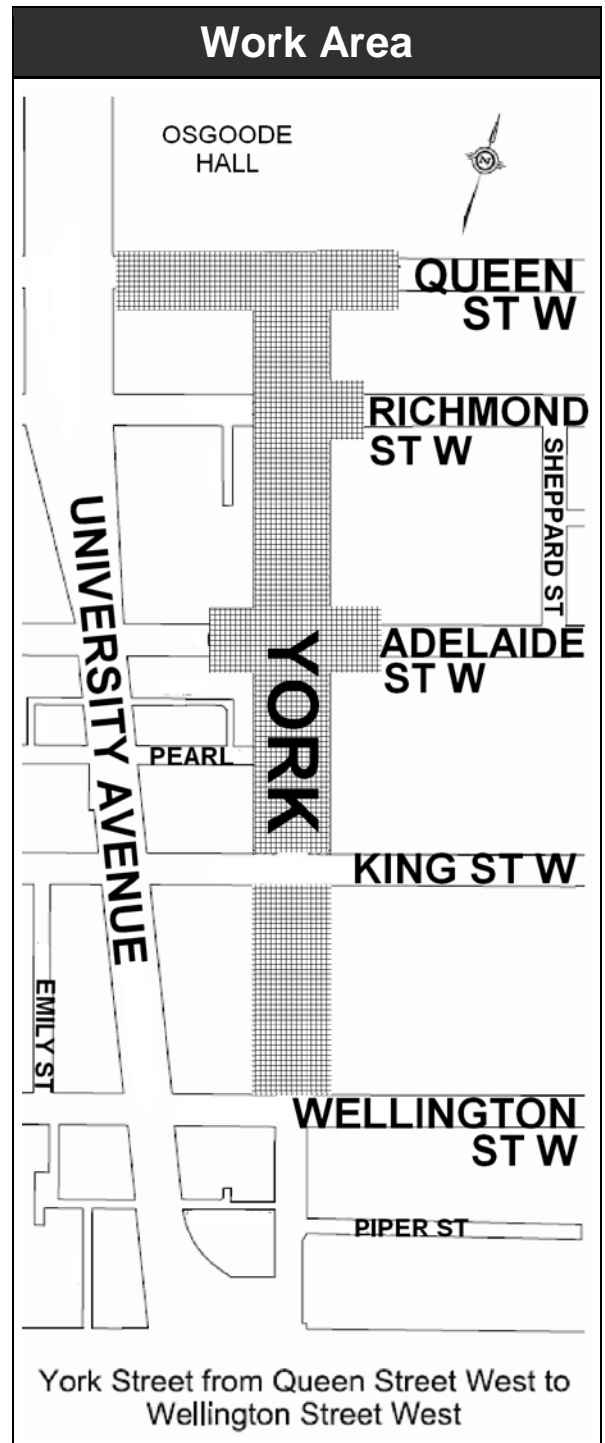 Work Area
OSGOODE
HALL
N
QUEEN
ST W
RICHMOND
ST W
SHEPPARD ST
UNIVERSITY AVENUE
YORK
ADELAIDE
ST W
PEARL
KING ST W
EMILY ST
WELLINGTON
ST W
PIPER ST
York Street from Queen Street West to
Wellington Street West